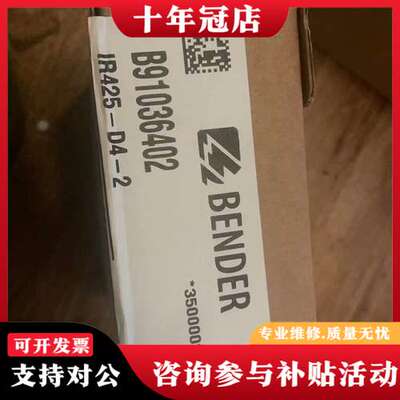 十年冠店
IR425-D4-2
B91036402
BENDER
*350000
专业维修.质量无忧
可开发票
支持对公
咨询参与补贴活动